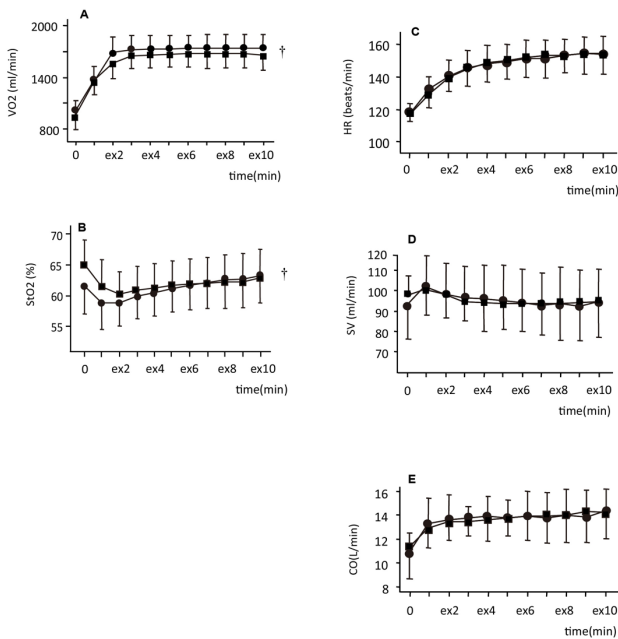 A
VO2 (ml/min)
2000
1400
800
†
0 ex2 ex4 ex6 ex8 ex10
time(min)
B
StO2 (%)
70
65
60
55
†
0 ex2 ex4 ex6 ex8 ex10
time(min)
C
HR (beats/min)
160
140
120
100
0 ex2 ex4 ex6 ex8 ex10
time(min)
D
SV (ml/min)
120
110
100
90
80
70
0 ex2 ex4 ex6 ex8 ex10
time(min)
E
CO(L/min)
16
14
12
10
8
0 ex2 ex4 ex6 ex8 ex10
time(min)